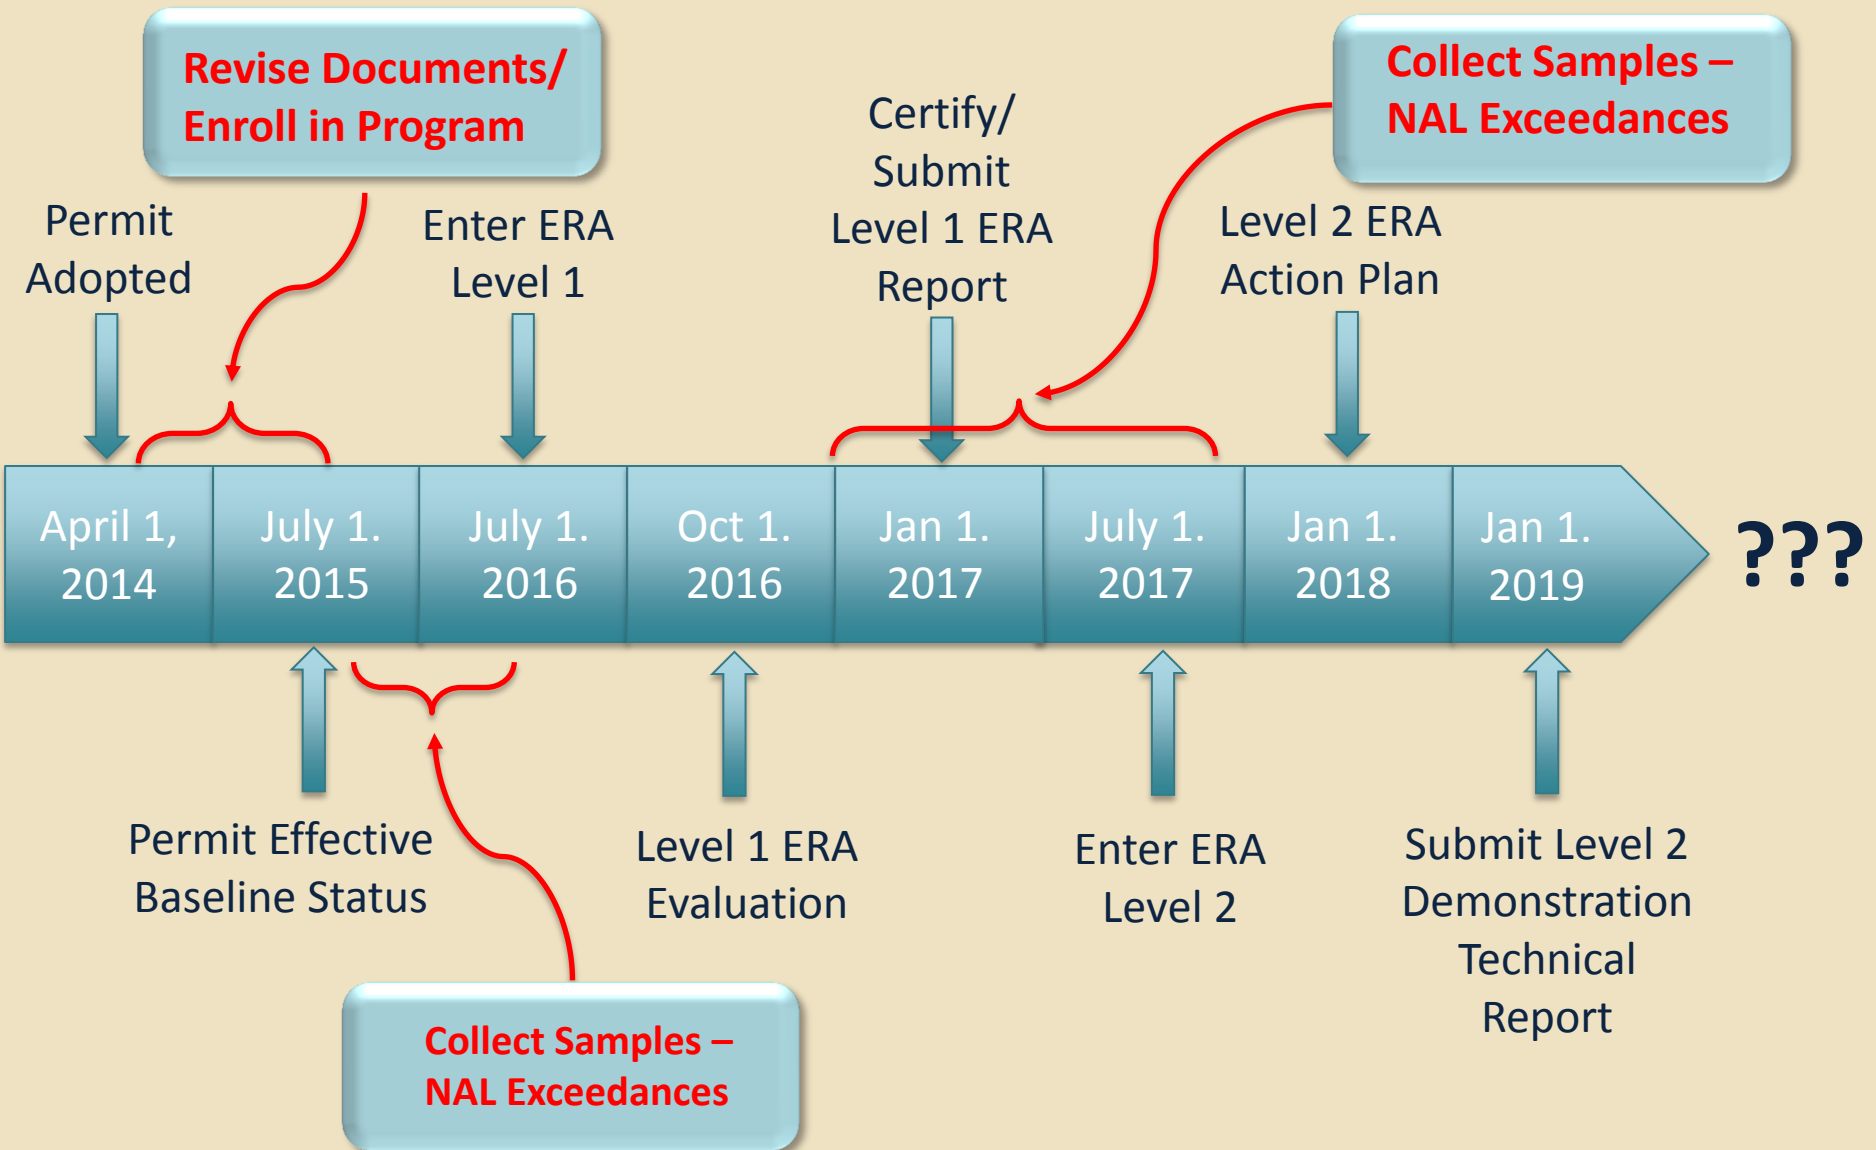 Revise Documents/
Enroll in Program
Collect Samples –
NAL Exceedances
Permit
Adopted
Enter ERA
Level 1
Certify/
Submit
Level 1 ERA
Report
Level 2 ERA
Action Plan
April 1,
2014
July 1.
2015
July 1.
2016
Oct 1.
2016
Jan 1.
2017
July 1.
2017
Jan 1.
2018
Jan 1.
2019
???
Permit Effective
Baseline Status
Level 1 ERA
Evaluation
Enter ERA
Level 2
Submit Level 2
Demonstration
Technical
Report
Collect Samples –
NAL Exceedances